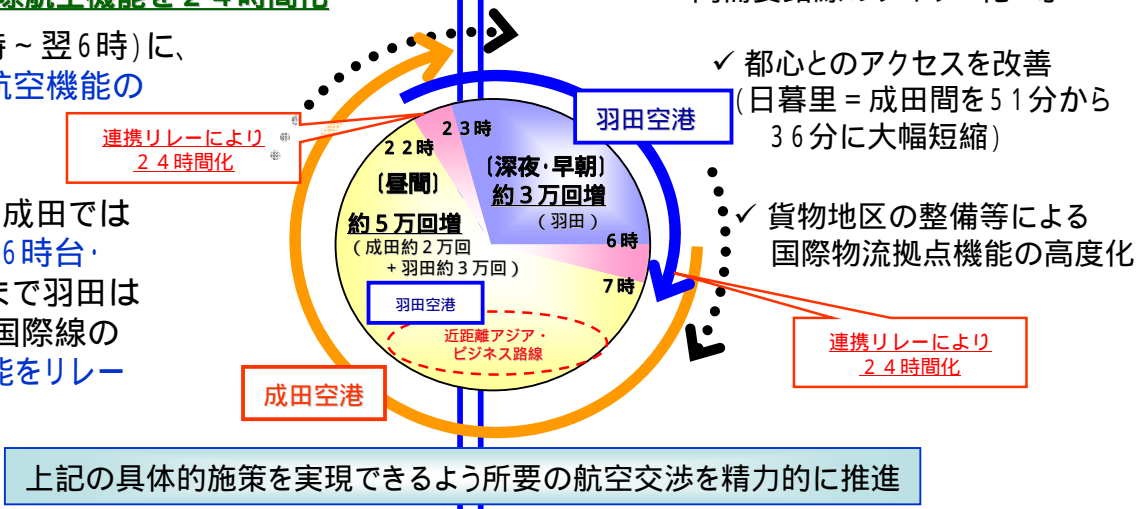 時～翌6時)に、
航空機能の
連携リレーにより
２４時間化
成田では
6時台・
まで羽田は
国際線の
能をリレー
２２時
２３時
〔昼間〕
約５万回増
(成田約２万回
＋羽田約３万回)
羽田空港
近距離アジア・
ビジネス路線
〔深夜・早朝〕
約３万回増
(羽田)
６時
７時
羽田空港
成田空港
✓ 都心とのアクセスを改善
(日暮里＝成田間を５１分から
３６分に大幅短縮)
✓ 貨物地区の整備等による
国際物流拠点機能の高度化
連携リレーにより
２４時間化
上記の具体的施策を実現できるよう所要の航空交渉を精力的に推進